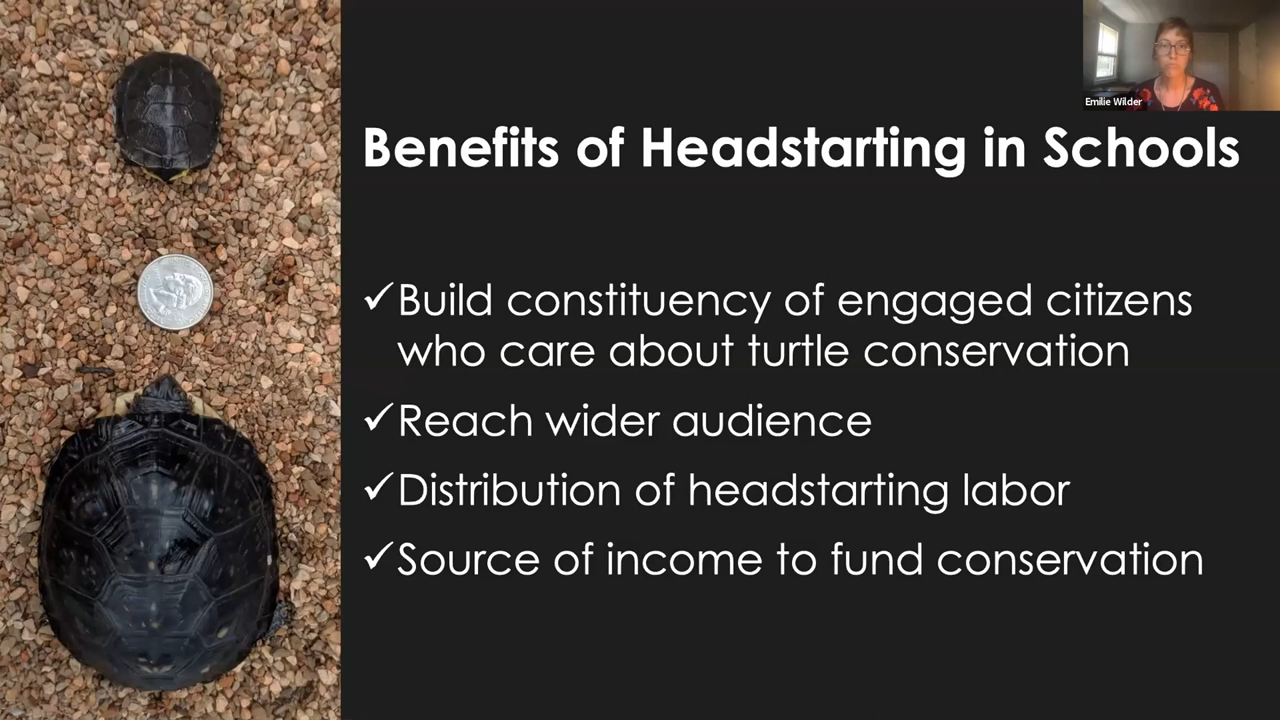 Emilie Wilder
Benefits of Headstarting in Schools
✓Build constituency of engaged citizens
who care about turtle conservation
✓Reach wider audience
✓Distribution of headstarting labor
✓Source of income to fund conservation